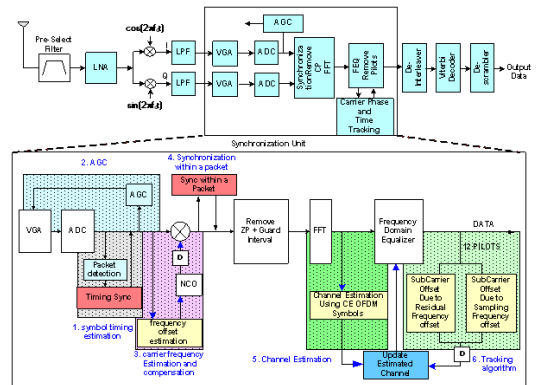 cos(2πfct)
AGC
Pre-Select
Filter
LNA
I
LPF
VGA
ADC
Q
LPF
VGA
ADC
sin(2πfct)
Synchroniza
tionRemove
CP
FFT
FEQ
Remove
Pilots
De-
Interleaver
Viterbi
Decoder
De-
scrambler
Output
Data
Carrier Phase
and
Time
Tracking
Synchronization Unit
2. AGC
4. Synchronization
within a packet
Sync within a
Packet
AGC
VGA
ADC
Remove
ZP + Guard
Interval
FFT
Frequency
Domain
Equalizer
DATA
12 PILOTS
D
NCO
Packet
detection
Timing Sync
1. symbol timing
estimation
frequency
offset
estimation
3. carrier frequency
Estimation and
compensation
Channel Estimation
Using CE OFDM
Symbols
SubCarrier
Offset
Due to
Residual
Frequency
offset
SubCarrier
Offset
Due to
Sampling
Frequency
offset
D
5. Channel Estimation
Update
Estimated
Channel
6. Tracking
algorithm